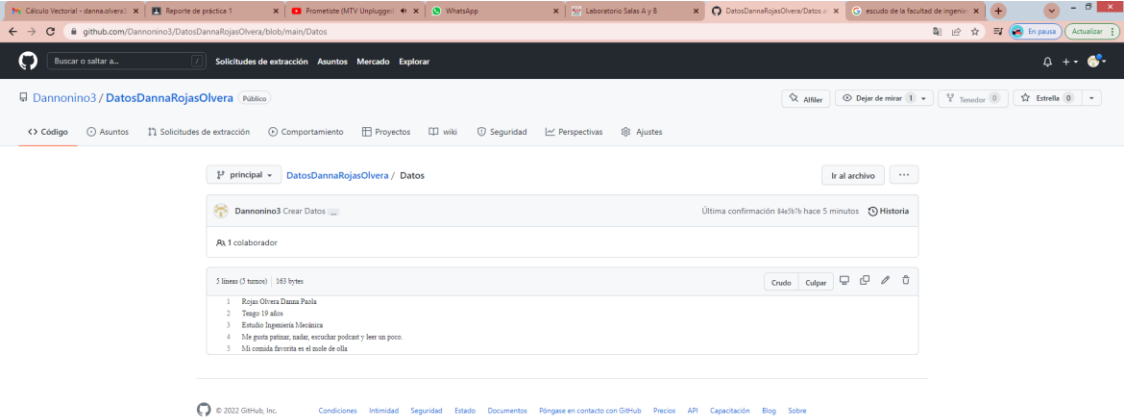 Cálculo Vectorial - danna.olvera3
Reporte de práctica 1
Prometiste (MTV Unplugged)
WhatsApp
Laboratorio Salas A y B
DatosDannaRojasOlvera/Datos a
escudo de la facultad de ingenie
github.com/Dannonino3/DatosDannaRojasOlvera/blob/main/Datos
En pausa
Actualizar
Buscar o saltar a...
/
Solicitudes de extracción Asuntos Mercado Explorar
Dannonino3 / DatosDannaRojasOlvera Público
Alfiler
Dejar de mirar 1
Tenedor 0
Estrella 0
<> Código
Asuntos
Solicitudes de extracción
Comportamiento
Proyectos
wiki
Seguridad
Perspectivas
Ajustes
principal
DatosDannaRojasOlvera / Datos
Ir al archivo
...
Dannonino3 Crear Datos ...
Última confirmación 84e5b7b hace 5 minutos
Historia
1 colaborador
5 líneas (5 turnos) | 163 bytes
Crudo
Culpar
1 Rojas Olvera Danna Paola
2 Tengo 19 años
3 Estudio Ingeniería Mecánica
4 Me gusta patinar, nadar, escuchar podcast y leer un poco.
5 Mi comida favorita es el mole de olla
© 2022 GitHub, Inc.
Condiciones
Intimidad
Seguridad
Estado
Documentos
Póngase en contacto con GitHub
Precios
API
Capacitación
Blog
Sobre